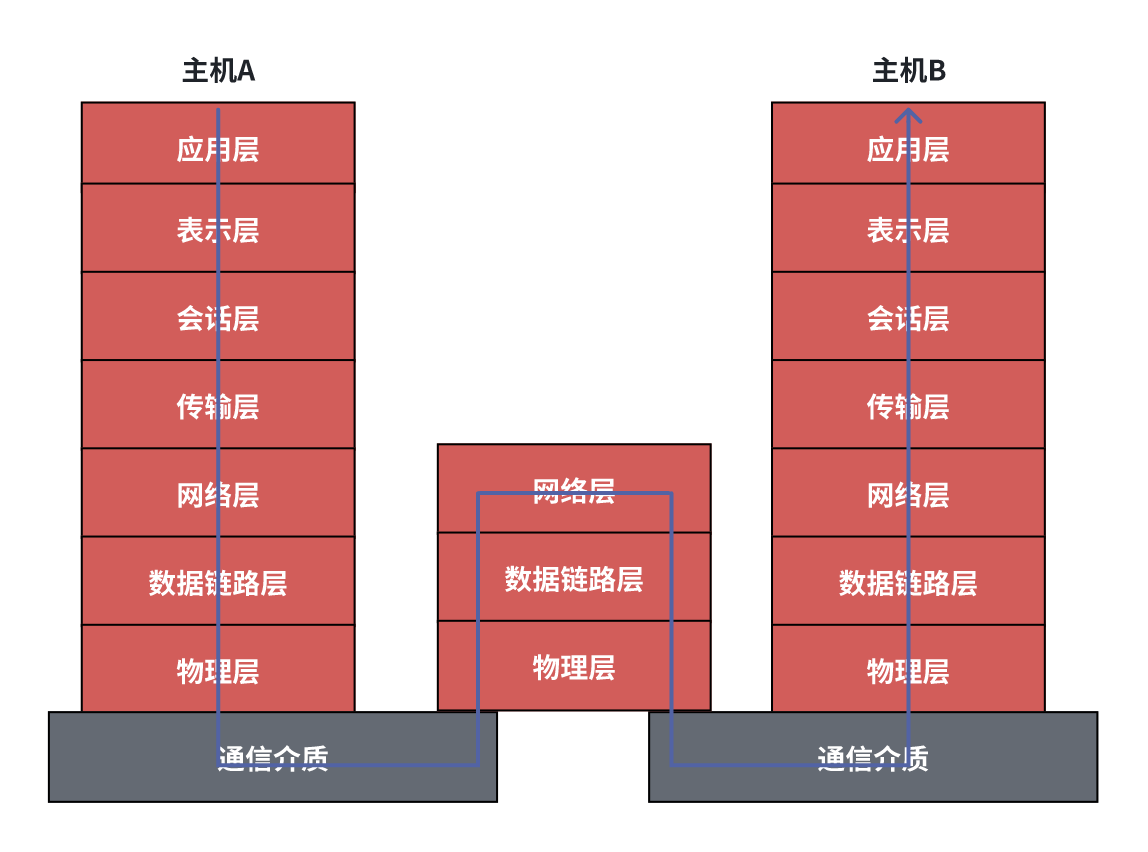 主机A
应用层
表示层
会话层
传输层
网络层
数据链路层
物理层
网络层
数据链路层
物理层
主机B
应用层
表示层
会话层
传输层
网络层
数据链路层
物理层
通信介质
通信介质